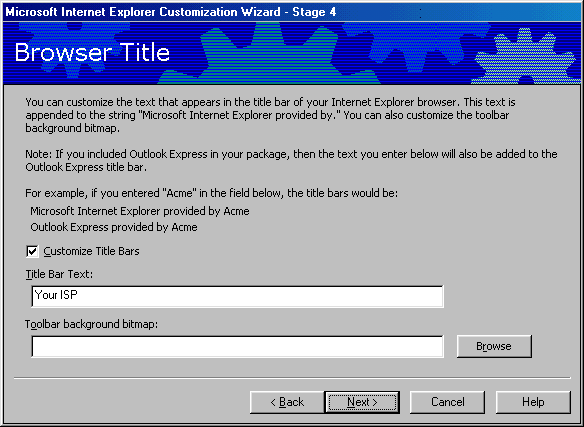 Microsoft Internet Explorer Customization Wizard - Stage 4
Browser Title
You can customize the text that appears in the title bar of your Internet Explorer browser. This text is
appended to the string "Microsoft Internet Explorer provided by." You can also customize the toolbar
background bitmap.
Note: If you included Outlook Express in your package, then the text you enter below will also be added to the
Outlook Express title bar.
For example, if you entered "Acme" in the field below, the title bars would be:
Microsoft Internet Explorer provided by Acme
Outlook Express provided by Acme
Customize Title Bars
Title Bar Text:
Your ISP
Toolbar background bitmap:
Browse
< Back
Next >
Cancel
Help